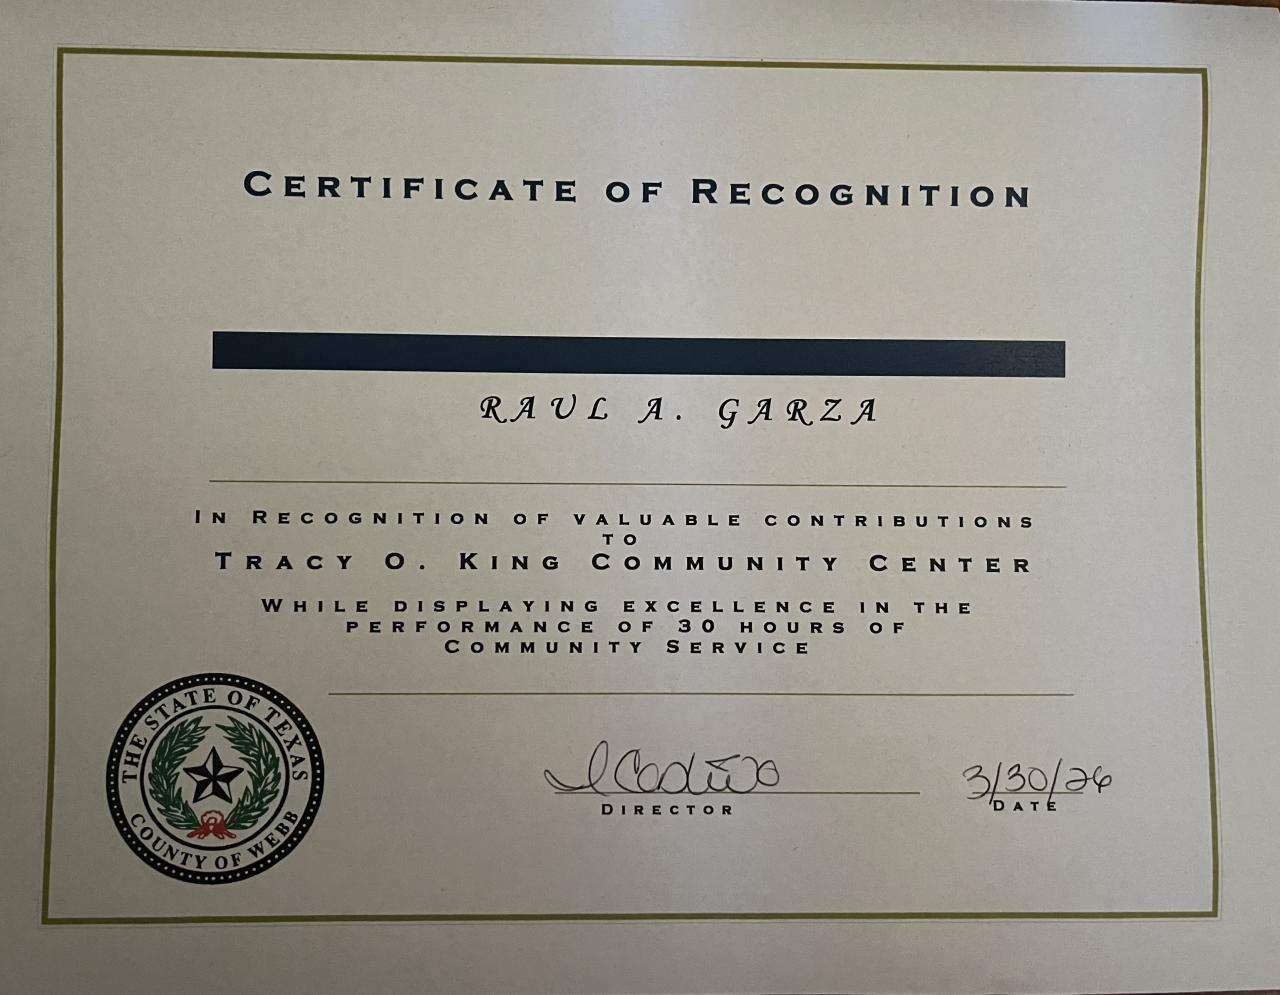 CERTIFICATE OF RECOGNITION
RAUL A. GARZA
IN RECOGNITION OF VALUABLE CONTRIBUTIONS
TO
TRACY O. KING COMMUNITY CENTER
WHILE DISPLAYING EXCELLENCE IN THE
PERFORMANCE OF 30 HOURS OF
COMMUNITY SERVICE
THE STATE OF TEXAS
COUNTY OF WEBB
3/30/26
DIRECTOR
DATE